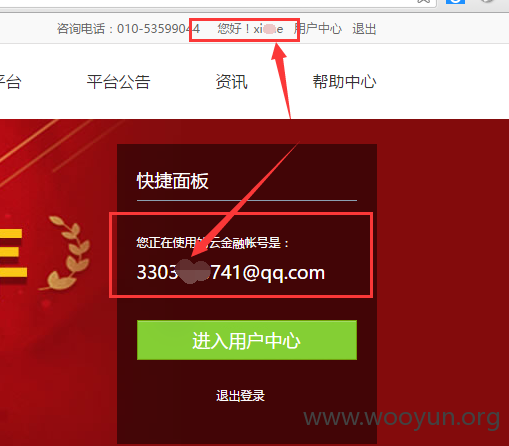 咨询电话：010-53599044 您好！xi e 用户中心 退出
平台 平台公告 资讯 帮助中心
快捷面板
您正在使用 云金融帐号是：
3303 741@qq.com
进入用户中心
退出登录
www.wooyun.org